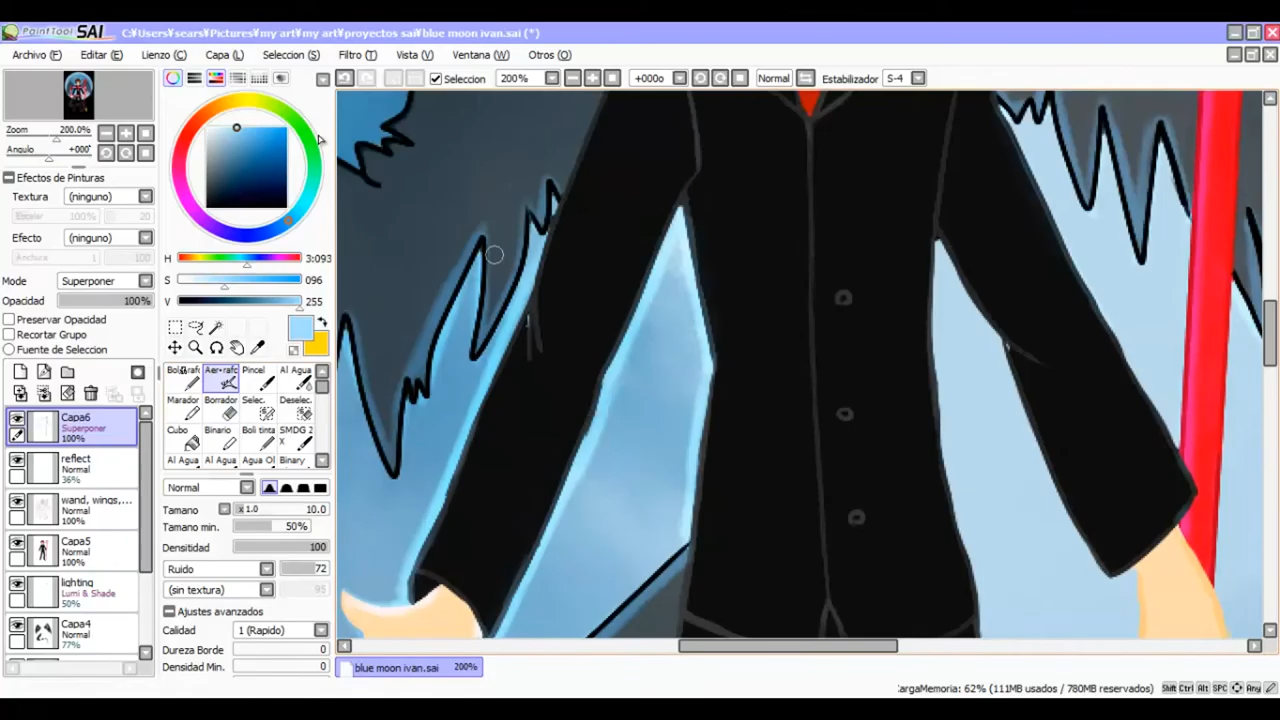 PaintTool SAI C:¥Users¥sears¥Pictures¥my art¥my art¥proyectos sai¥blue moon ivan.sai (*)
Archivo (F) Editar (E) Lienzo (C) Capa (L) Seleccion (S) Filtro (T) Vista (V) Ventana (W) Otros (O)
Seleccion 200% +000o Normal Estabilizador S-4
Zoom 200.0%
Angulo +000°
Efectos de Pinturas
Textura (ninguno)
Escalar 100% 20
Efecto (ninguno)
Anchura 1 100
Modo Superponer
Opacidad 100%
Preservar Opacidad
Recortar Grupo
Fuente de Seleccion
Capa6
Superponer
100%
reflect
Normal
36%
wand, wings,...
Normal
100%
Capa5
Normal
100%
lighting
Lumi & Shade
50%
Capa4
Normal
77%
H 3:093
S 096
V 255
Pincel Al Agua
Marador Borrador Selec. Deselec.
Cubo Binario Boli tinta SMDG 2
X
Al Agua Al Agua Agua Ol Binary
Normal
Tamaño x 1.0 10.0
Tamano min. 50%
Densitidad 100
Ruido 72
(sin textura) 95
Ajustes avanzados
Calidad 1 (Rapido)
Dureza Borde 0
Densidad Min. 0
blue moon ivan.sai 200%
cargaMemoria: 62% (111MB usados / 780MB reservados) Shift Ctrl Alt SPC Any